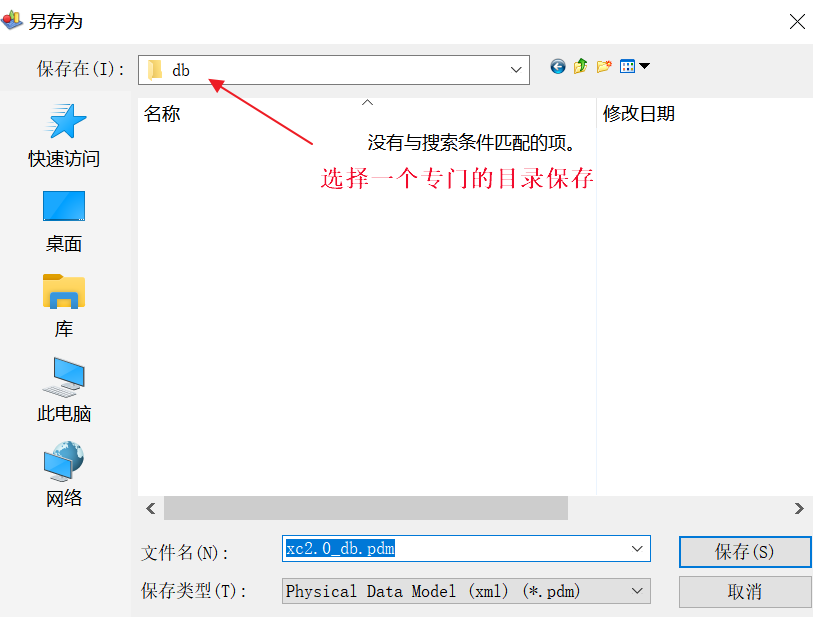 另存为
保存在(I):
db
名称
修改日期
没有与搜索条件匹配的项。
选择一个专门的目录保存
快速访问
桌面
库
此电脑
网络
文件名(N):
xc2.0_db.pdm
保存(S)
保存类型(T):
Physical Data Model (xml) (*.pdm)
取消